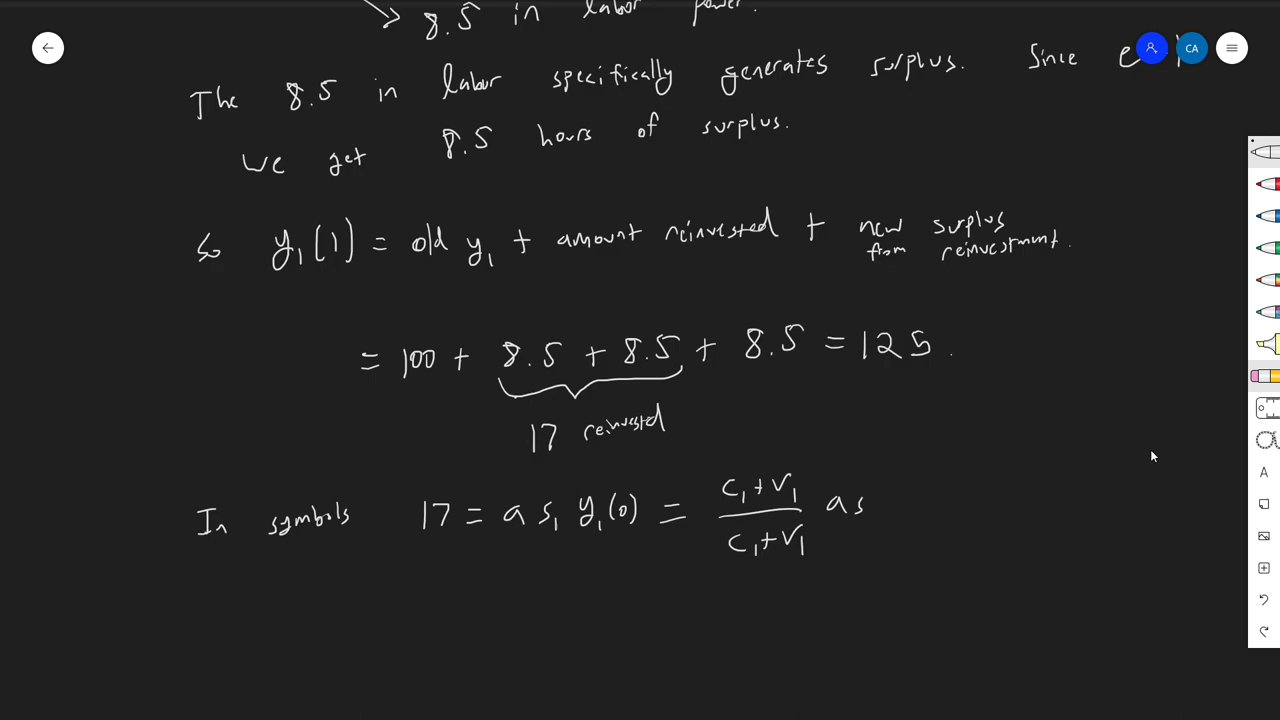 8.5 in labor power.
The 8.5 in labor specifically generates surplus. Since e
we get 8.5 hours of surplus.
So y₁(1) = old y₁ + amount reinvested + new surplus from reinvestment.
= 100 + 8.5 + 8.5 + 8.5 = 125.
17 reinvested
In symbols 17 = a s₁ y₁(0) = (c₁+v₁)/(c₁+v₁) a s
CA
A